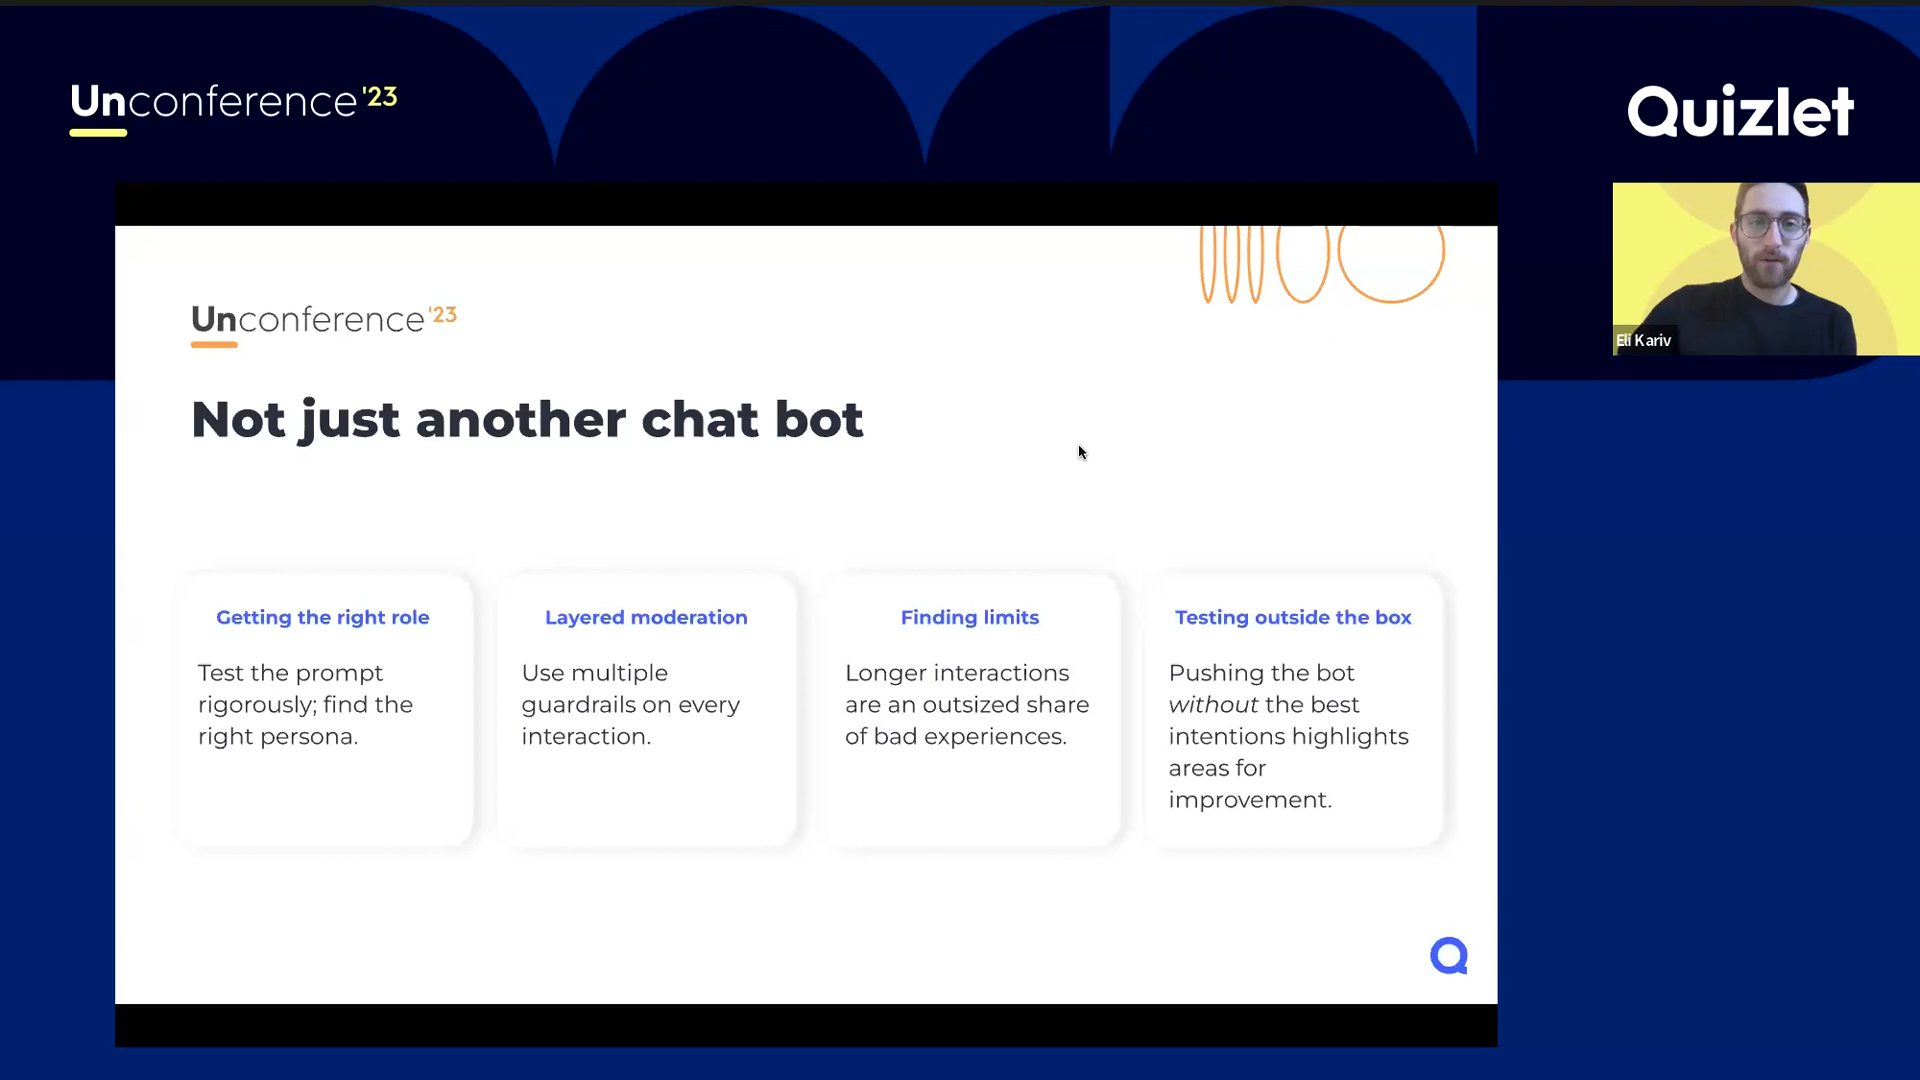 Unconference '23
Quizlet
Eli Kariv
Unconference '23
Not just another chat bot
Getting the right role
Test the prompt
rigorously; find the
right persona.
Layered moderation
Use multiple
guardrails on every
interaction.
Finding limits
Longer interactions
are an outsized share
of bad experiences.
Testing outside the box
Pushing the bot
without the best
intentions highlights
areas for
improvement.